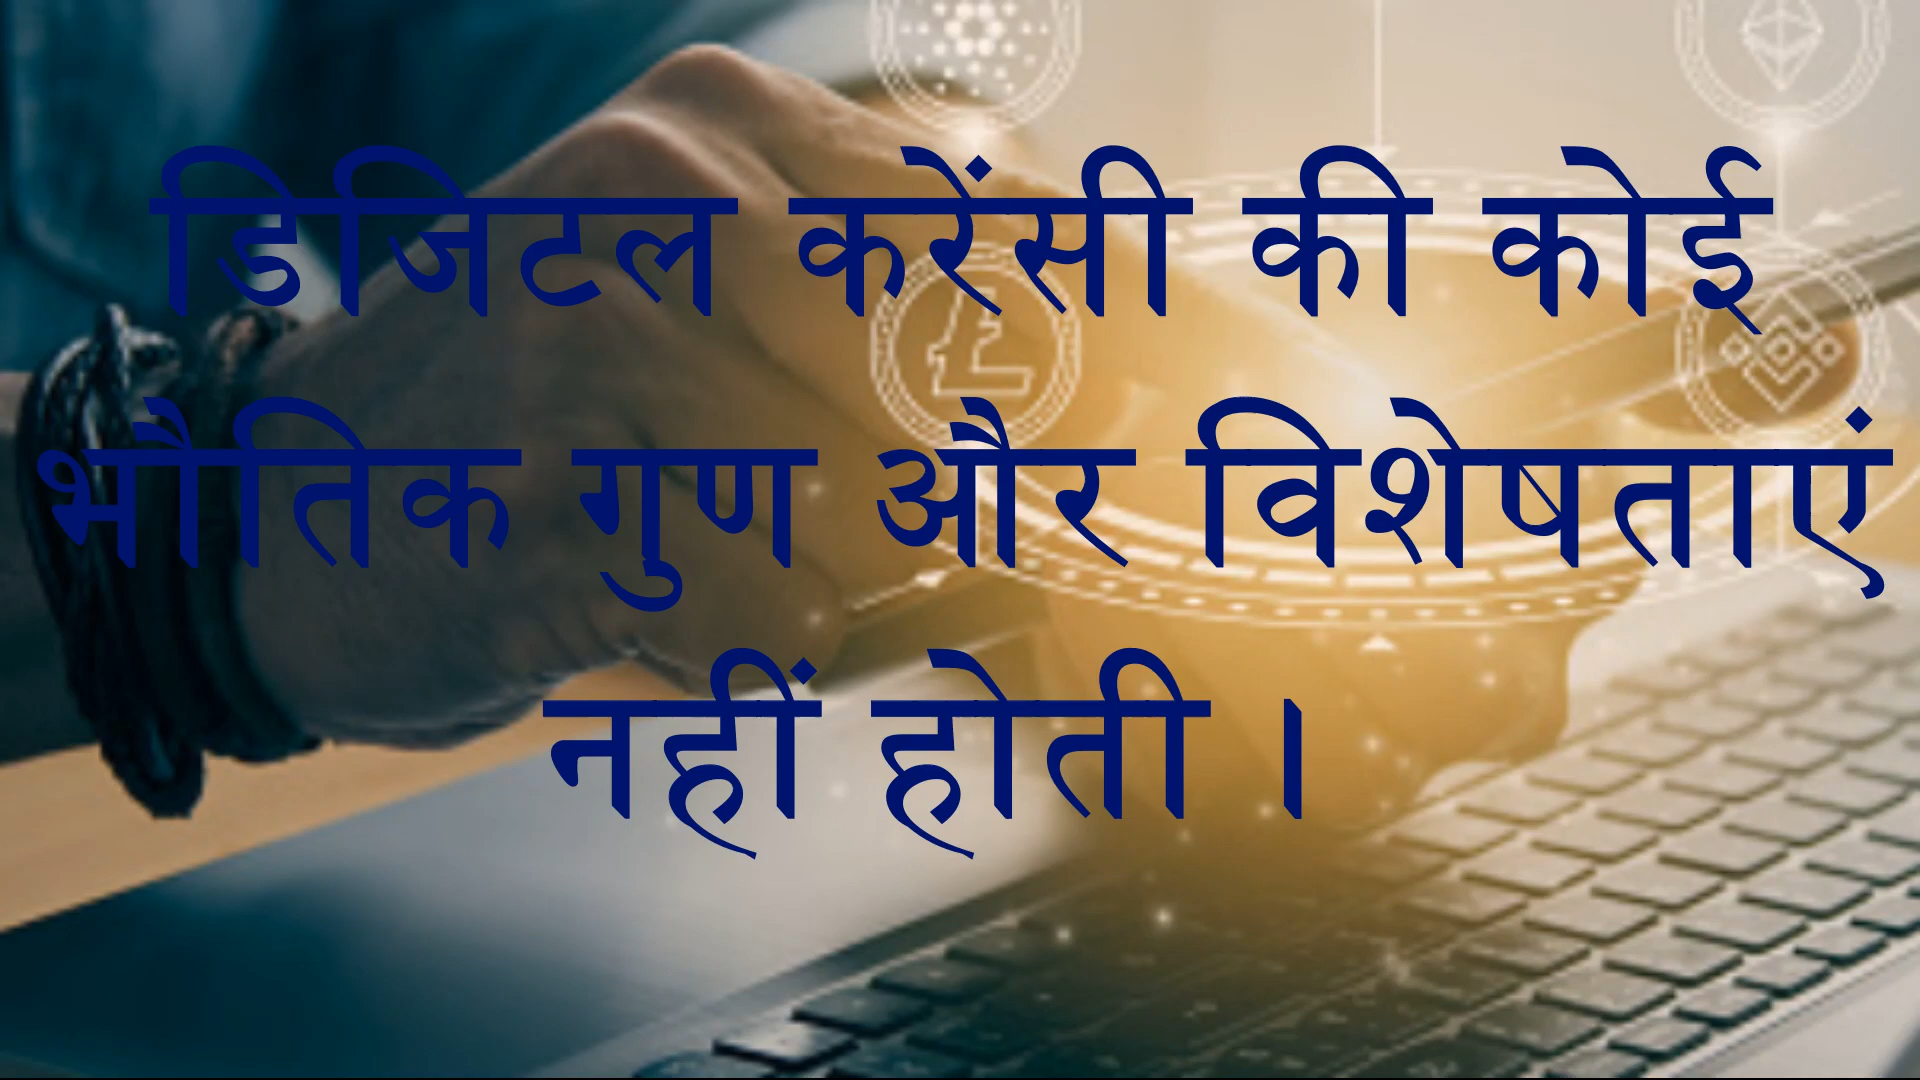 डिजिटल करेंसी की कोई
भौतिक गुण और विशेषताएं
नहीं होती ।